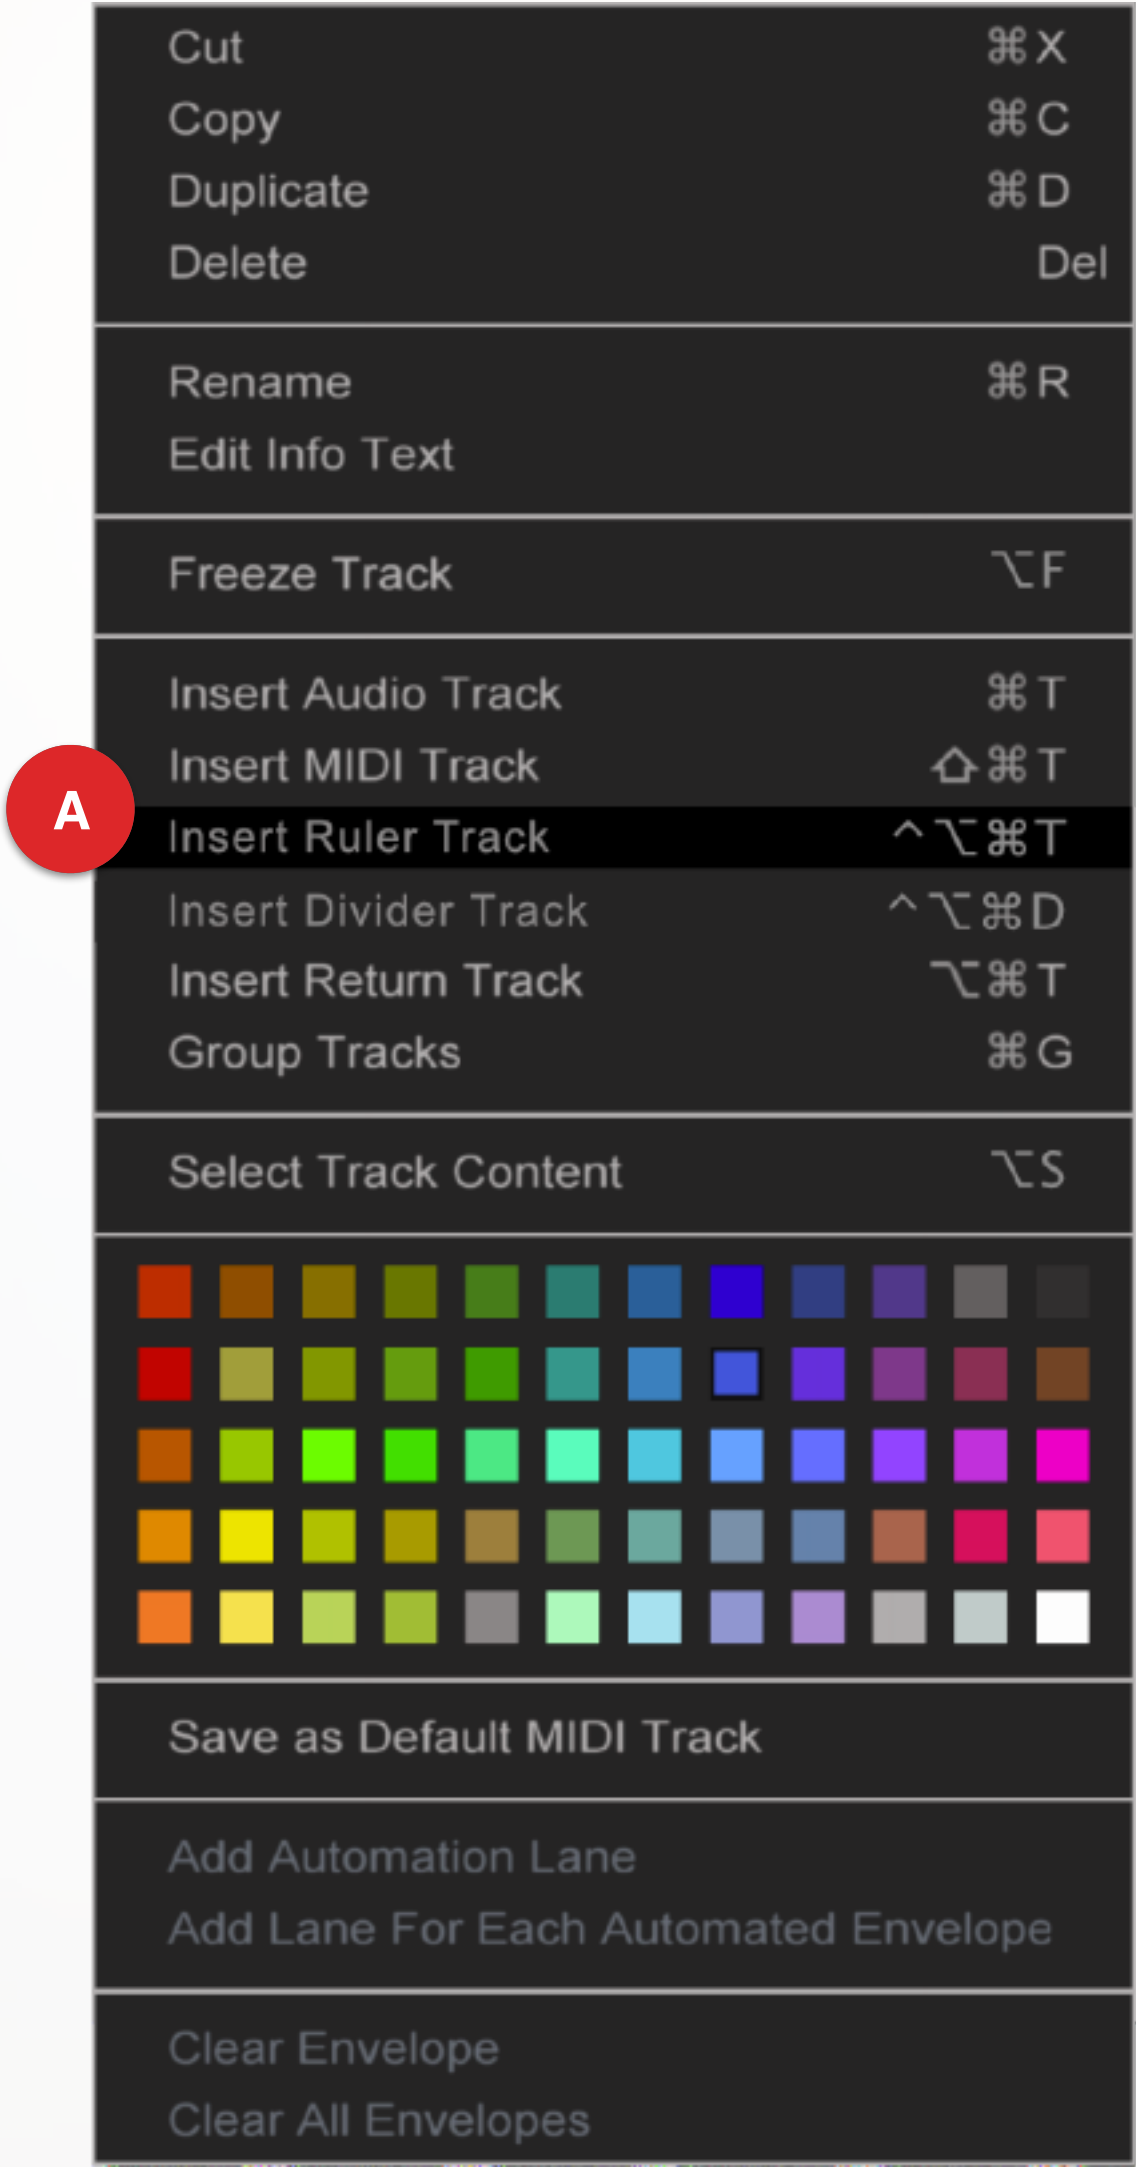 Cut ⌘X
Copy ⌘C
Duplicate ⌘D
Delete Del
Rename ⌘R
Edit Info Text
Freeze Track ⌥F
Insert Audio Track ⌘T
Insert MIDI Track ⇧⌘T
A
Insert Ruler Track ^⌥⌘T
Insert Divider Track ^⌥⌘D
Insert Return Track ⌥⌘T
Group Tracks ⌘G
Select Track Content ⌥S
Save as Default MIDI Track
Add Automation Lane
Add Lane For Each Automated Envelope
Clear Envelope
Clear All Envelopes